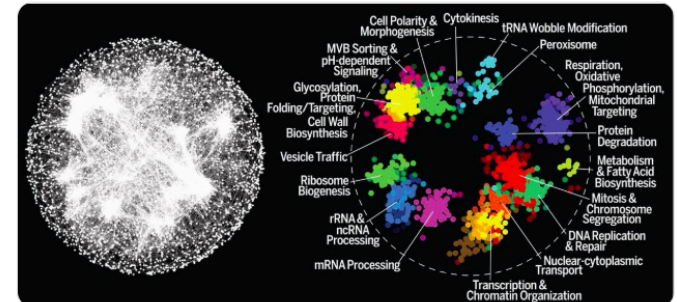 Cell Polarity &
Morphogenesis
Cytokinesis
tRNA Wobble Modification
Peroxisome
MVB Sorting &
pH-dependent
Signaling
Glycosylation,
Protein
Folding/Targeting,
Cell Wall
Biosynthesis
Respiration,
Oxidative
Phosphorylation,
Mitochondrial
Targeting
Protein
Degradation
Vesicle Traffic
Metabolism
& Fatty Acid
Biosynthesis
Ribosome
Biogenesis
Mitosis &
Chromosome
Segregation
rRNA &
ncRNA
Processing
DNA Replication
& Repair
mRNA Processing
Nuclear-cytoplasmic
Transport
Transcription &
Chromatin Organization